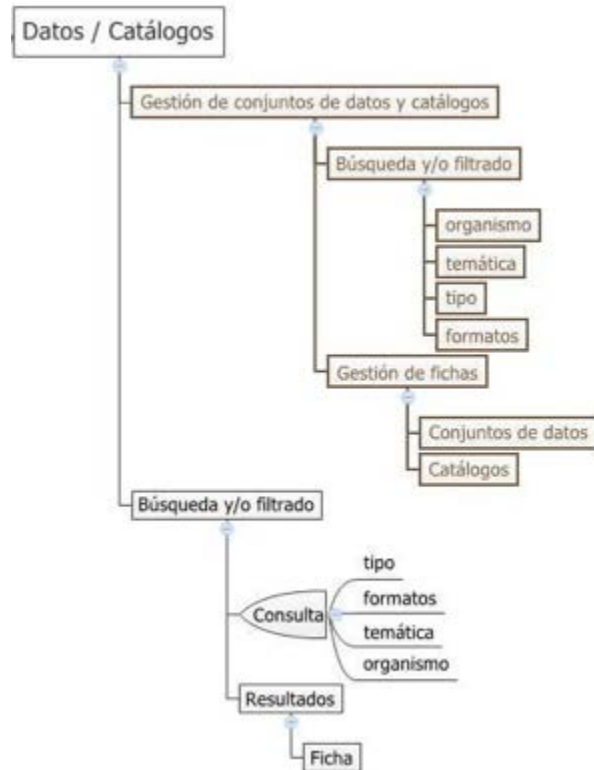 Datos / Catálogos
Gestión de conjuntos de datos y catálogos
Búsqueda y/o filtrado
organismo
temática
tipo
formatos
Gestión de fichas
Conjuntos de datos
Catálogos
Búsqueda y/o filtrado
Consulta
tipo
formatos
temática
organismo
Resultados
Ficha